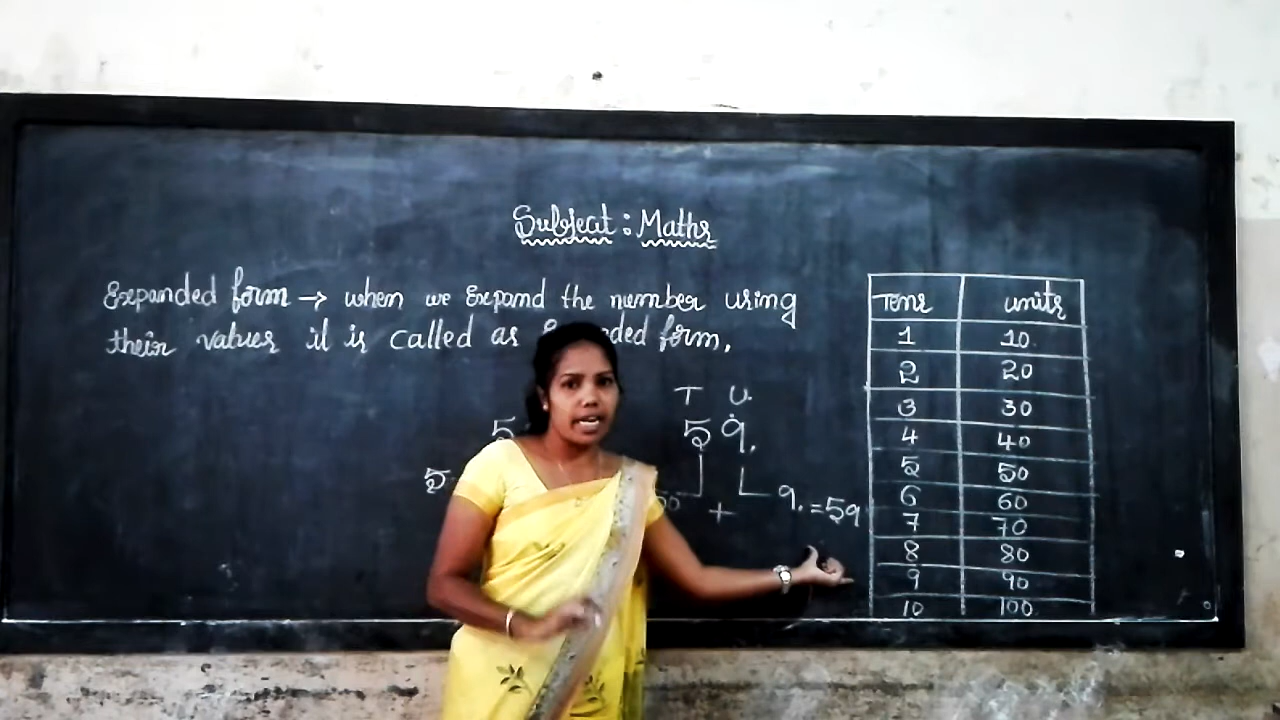 Subject : Maths
Expanded form → when we Expand the number using
their values it is called as form.
T U.
5 9.
5
+ 9. = 59
Tens units
1 10
2 20
3 30
4 40
5 50
6 60
7 70
8 80
9 90
10 100